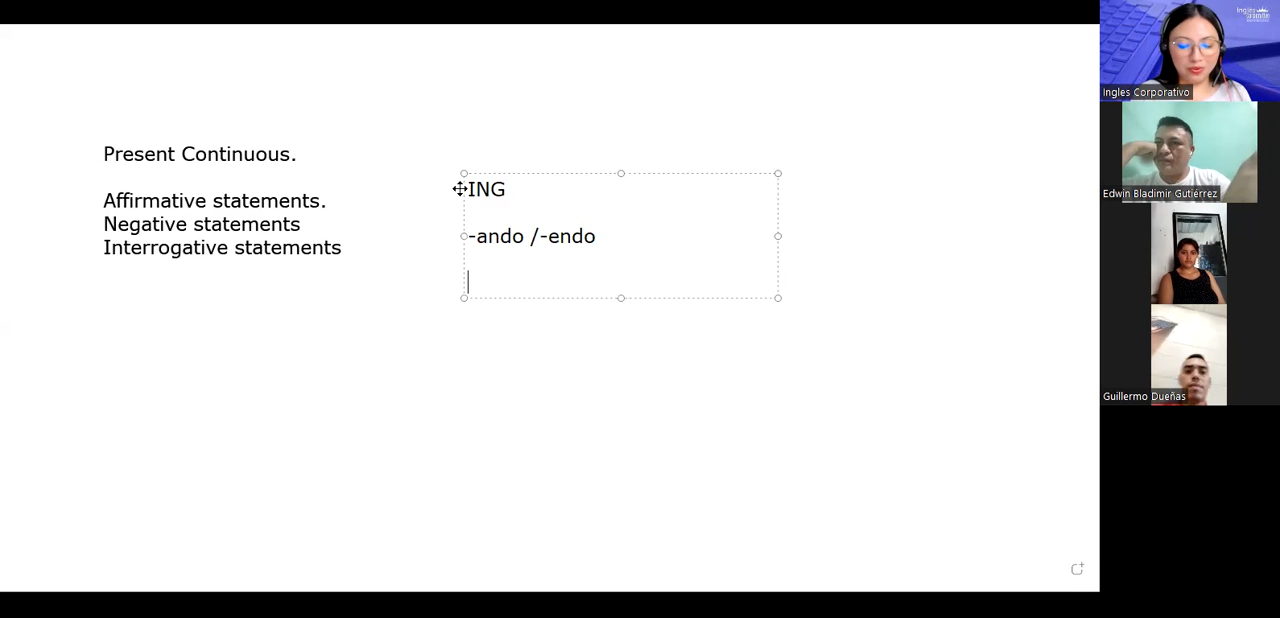 Present Continuous.
Affirmative statements.
Negative statements
Interrogative statements
ING
-ando /-endo
Ingles Corporativo
Edwin Bladimir Gutiérrez
Guillermo Dueñas